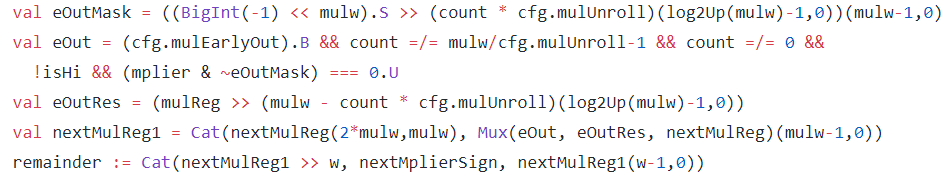 val eOutMask = ((BigInt(-1) << mulw).S >> (count * cfg.mulUnroll)(log2Up(mulw)-1,0))(mulw-1,0)
val eOut = (cfg.mulEarlyOut).B && count =/= mulw/cfg.mulUnroll-1 && count =/= 0 &&
  !isHi && (mplier & ~eOutMask) === 0.U
val eOutRes = (mulReg >> (mulw - count * cfg.mulUnroll)(log2Up(mulw)-1,0))
val nextMulReg1 = Cat(nextMulReg(2*mulw,mulw), Mux(eOut, eOutRes, nextMulReg)(mulw-1,0))
remainder := Cat(nextMulReg1 >> w, nextMplierSign, nextMulReg1(w-1,0))